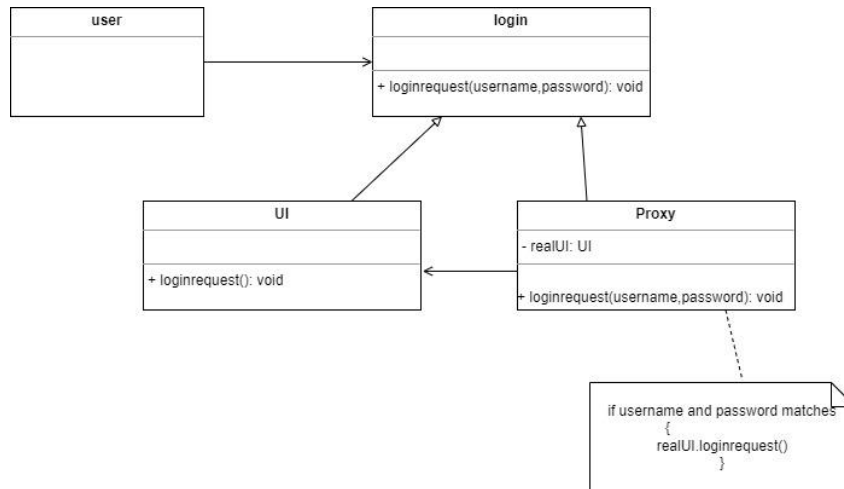 user
login
+ loginrequest(username,password): void
UI
+ loginrequest(): void
Proxy
- realUI: UI
+ loginrequest(username,password): void
if username and password matches
{
realUI.loginrequest()
}